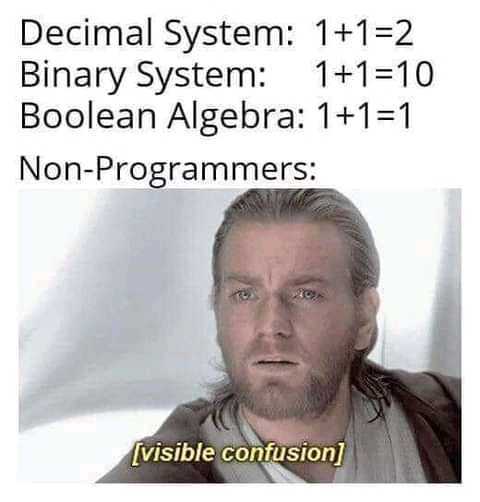 Decimal System: 1+1=2
Binary System: 1+1=10
Boolean Algebra: 1+1=1
Non-Programmers:
[visible confusion]